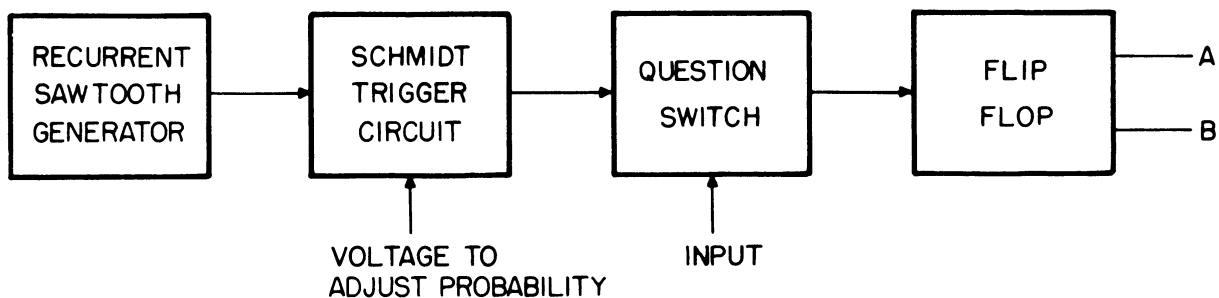 RECURRENT
SAWTOOTH
GENERATOR
SCHMIDT
TRIGGER
CIRCUIT
QUESTION
SWITCH
FLIP
FLOP
A
B
VOLTAGE TO
ADJUST PROBABILITY
INPUT